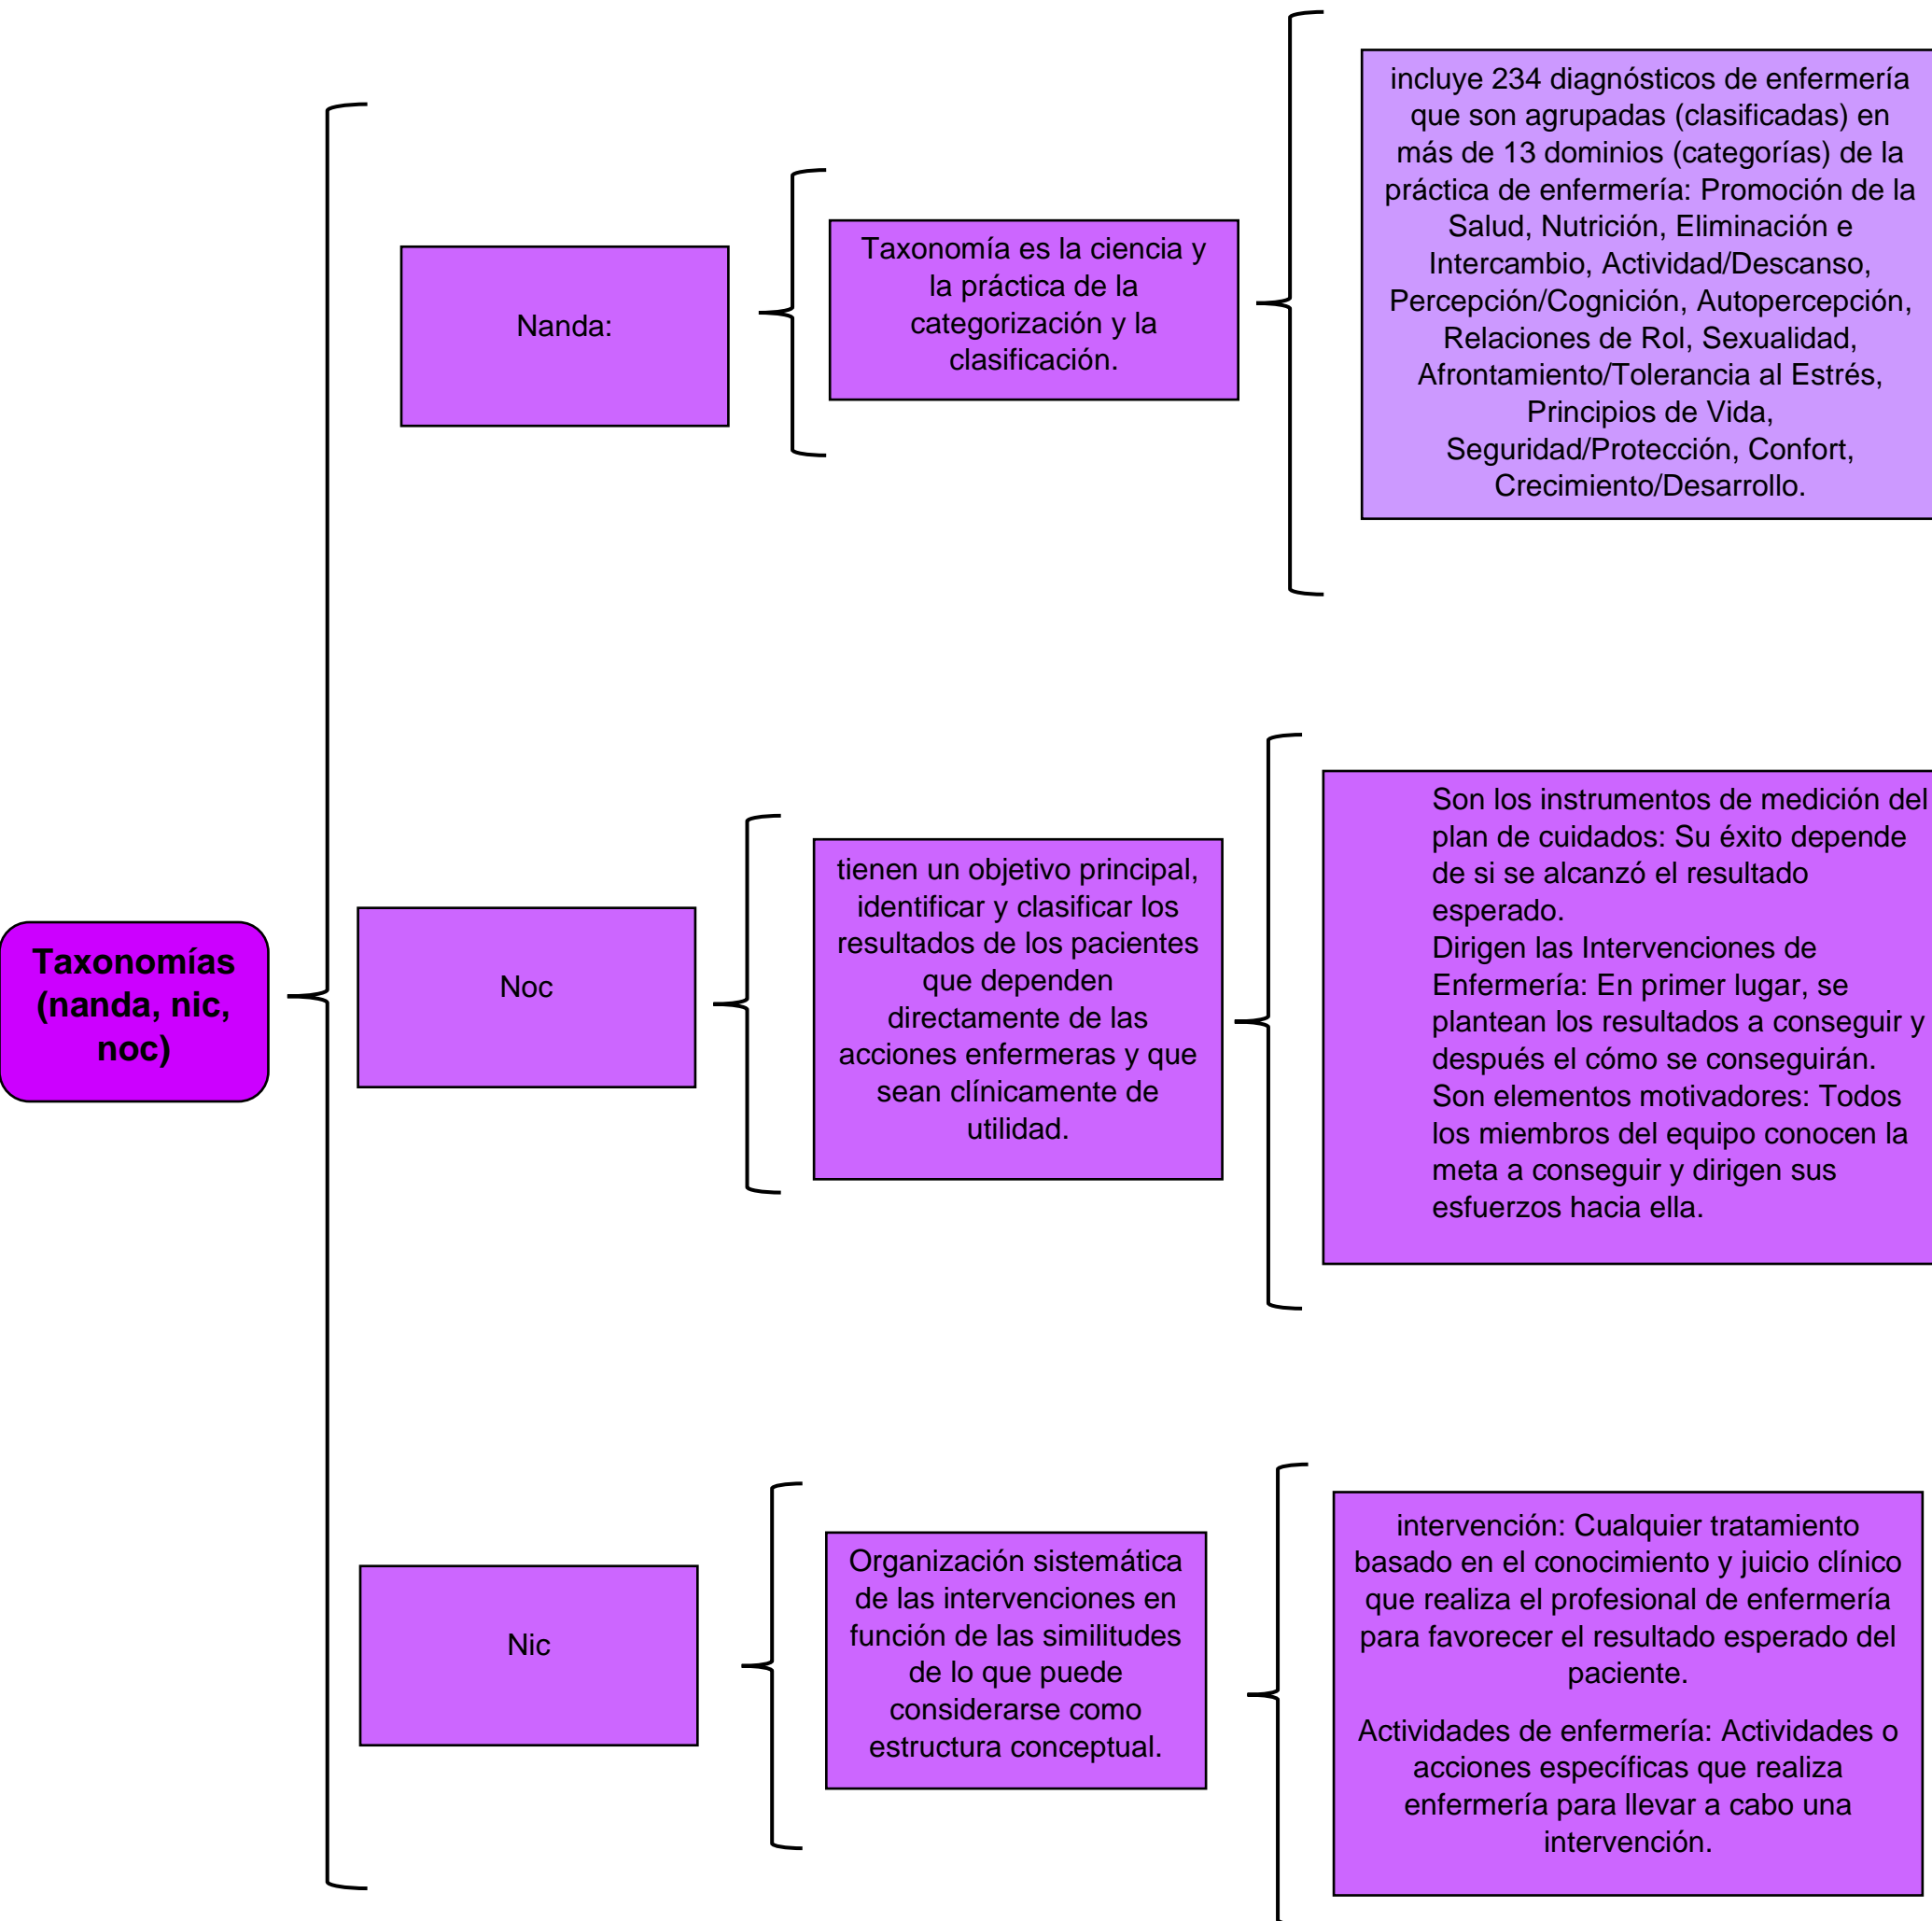 Taxonomías
(nanda, nic,
noc)
Nanda:
Taxonomía es la ciencia y
la práctica de la
categorización y la
clasificación.
incluye 234 diagnósticos de enfermería
que son agrupadas (clasificadas) en
más de 13 dominios (categorías) de la
práctica de enfermería: Promoción de la
Salud, Nutrición, Eliminación e
Intercambio, Actividad/Descanso,
Percepción/Cognición, Autopercepción,
Relaciones de Rol, Sexualidad,
Afrontamiento/Tolerancia al Estrés,
Principios de Vida,
Seguridad/Protección, Confort,
Crecimiento/Desarrollo.
Noc
tienen un objetivo principal,
identificar y clasificar los
resultados de los pacientes
que dependen
directamente de las
acciones enfermeras y que
sean clínicamente de
utilidad.
Son los instrumentos de medición del
plan de cuidados: Su éxito depende
de si se alcanzó el resultado
esperado.
Dirigen las Intervenciones de
Enfermería: En primer lugar, se
plantean los resultados a conseguir y
después el cómo se conseguirán.
Son elementos motivadores: Todos
los miembros del equipo conocen la
meta a conseguir y dirigen sus
esfuerzos hacia ella.
Nic
Organización sistemática
de las intervenciones en
función de las similitudes
de lo que puede
considerarse como
estructura conceptual.
intervención: Cualquier tratamiento
basado en el conocimiento y juicio clínico
que realiza el profesional de enfermería
para favorecer el resultado esperado del
paciente.
Actividades de enfermería: Actividades o
acciones específicas que realiza
enfermería para llevar a cabo una
intervención.